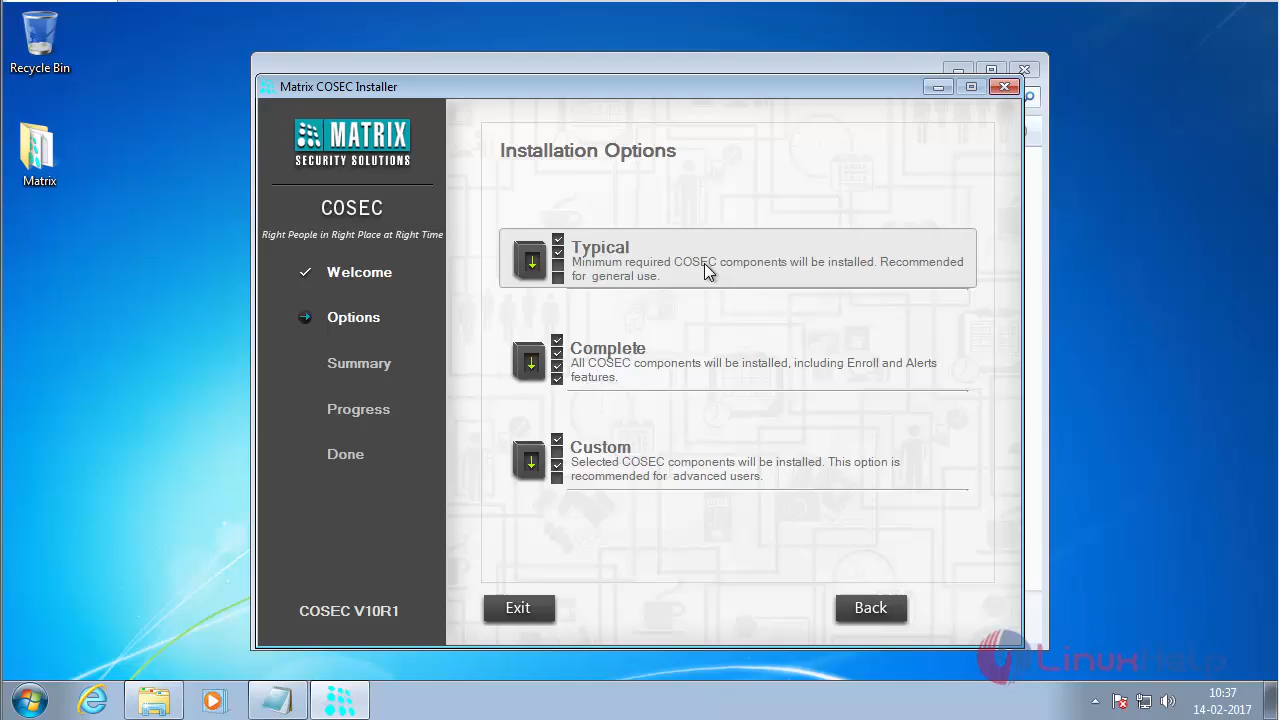 Recycle Bin
Matrix
Matrix COSEC Installer
MATRIX
SECURITY SOLUTIONS
COSEC
Right People in Right Place at Right Time
Welcome
Options
Summary
Progress
Done
COSEC V10R1
Installation Options
Typical
Minimum required COSEC components will be installed. Recommended
for general use.
Complete
All COSEC components will be installed, including Enroll and Alerts
features.
Custom
Selected COSEC components will be installed. This option is
recommended for advanced users.
Exit
Back
LinuxHelp
10:37
14-02-2017